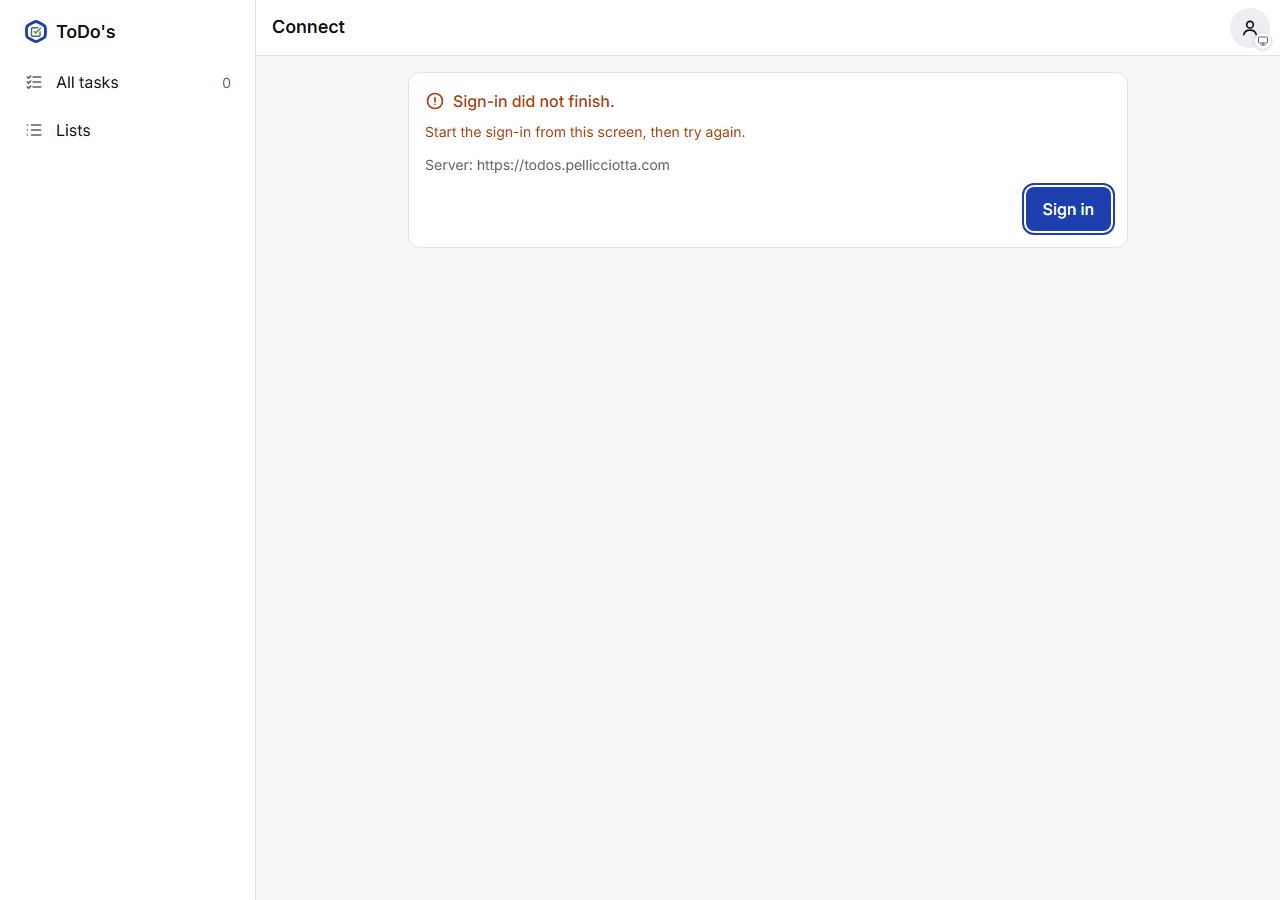 ToDo's
All tasks
0
Lists
Connect
Sign-in did not finish.
Start the sign-in from this screen, then try again.
Server: https://todos.pellicciotta.com
Sign in